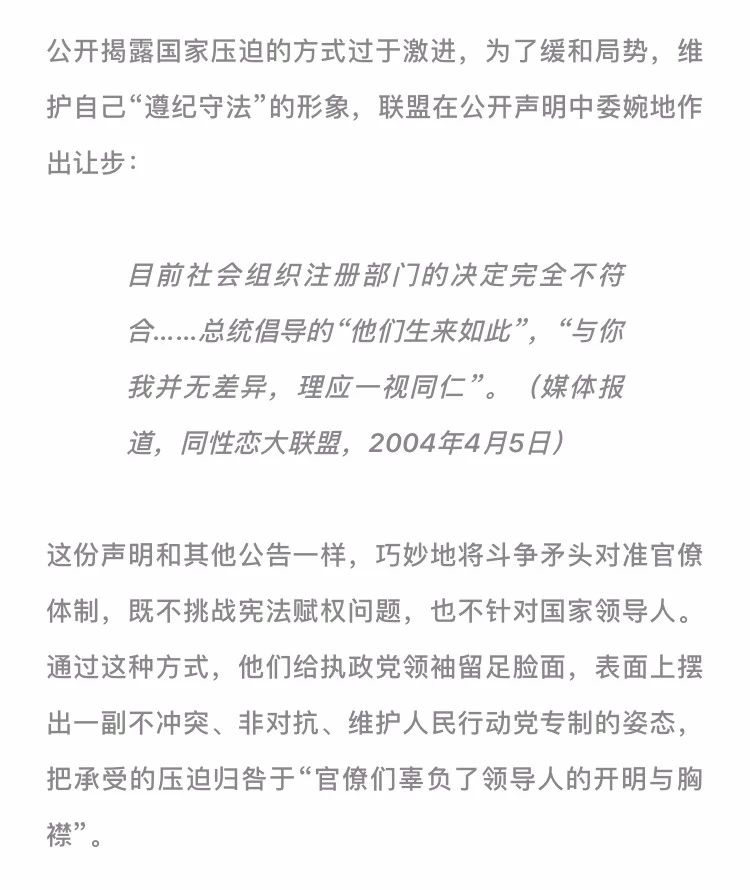 公开揭露国家压迫的方式过于激进，为了缓和局势，维
护自己“遵纪守法”的形象，联盟在公开声明中委婉地作
出让步：
目前社会组织注册部门的决定完全不符
合……总统倡导的“他们生来如此”，“与你
我并无差异，理应一视同仁”。（媒体报
道，同性恋大联盟，2004年4月5日）
这份声明和其他公告一样，巧妙地将斗争矛头对准官僚
体制，既不挑战宪法赋权问题，也不针对国家领导人。
通过这种方式，他们给执政党领袖留足脸面，表面上摆
出一副不冲突、非对抗、维护人民行动党专制的姿态，
把承受的压迫归咎于“官僚们辜负了领导人的开明与胸
襟”。